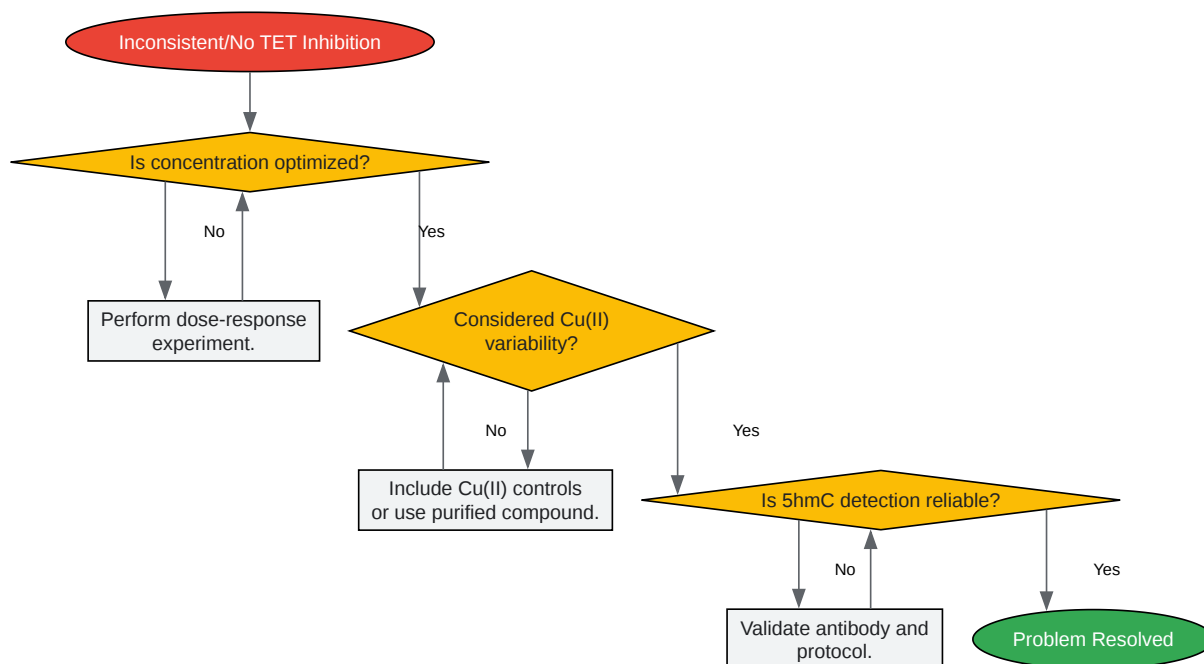 Inconsistent/No TET Inhibition
Is concentration optimized?
No
Yes
Perform dose-response
experiment.
Considered Cu(II)
variability?
No
Yes
Include Cu(II) controls
or use purified compound.
Is 5hmC detection reliable?
No
Yes
Validate antibody and
protocol.
Problem Resolved